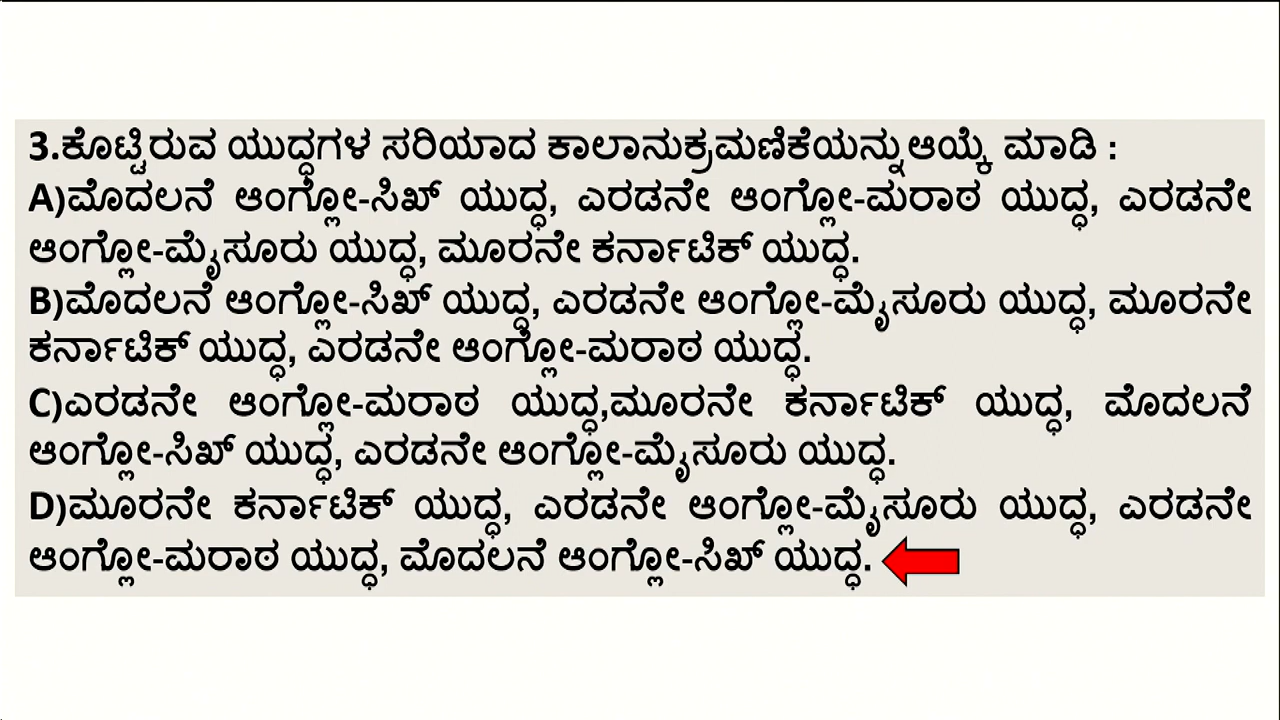 3.ಕೊಟ್ಟಿರುವ ಯುದ್ಧಗಳ ಸರಿಯಾದ ಕಾಲಾನುಕ್ರಮಣಿಕೆಯನ್ನು ಆಯ್ಕೆ ಮಾಡಿ :
A)ಮೊದಲನೆ ಆಂಗ್ಲೋ-ಸಿಖ್ ಯುದ್ಧ, ಎರಡನೇ ಆಂಗ್ಲೋ-ಮರಾಠ ಯುದ್ಧ, ಎರಡನೇ
ಆಂಗ್ಲೋ-ಮೈಸೂರು ಯುದ್ಧ, ಮೂರನೇ ಕರ್ನಾಟಿಕ್ ಯುದ್ಧ.
B)ಮೊದಲನೆ ಆಂಗ್ಲೋ-ಸಿಖ್ ಯುದ್ಧ, ಎರಡನೇ ಆಂಗ್ಲೋ-ಮೈಸೂರು ಯುದ್ಧ, ಮೂರನೇ
ಕರ್ನಾಟಿಕ್ ಯುದ್ಧ, ಎರಡನೇ ಆಂಗ್ಲೋ-ಮರಾಠ ಯುದ್ಧ.
C)ಎರಡನೇ ಆಂಗ್ಲೋ-ಮರಾಠ ಯುದ್ಧ,ಮೂರನೇ ಕರ್ನಾಟಿಕ್ ಯುದ್ಧ, ಮೊದಲನೆ
ಆಂಗ್ಲೋ-ಸಿಖ್ ಯುದ್ಧ, ಎರಡನೇ ಆಂಗ್ಲೋ-ಮೈಸೂರು ಯುದ್ಧ.
D)ಮೂರನೇ ಕರ್ನಾಟಿಕ್ ಯುದ್ಧ, ಎರಡನೇ ಆಂಗ್ಲೋ-ಮೈಸೂರು ಯುದ್ಧ, ಎರಡನೇ
ಆಂಗ್ಲೋ-ಮರಾಠ ಯುದ್ಧ, ಮೊದಲನೆ ಆಂಗ್ಲೋ-ಸಿಖ್ ಯುದ್ಧ.